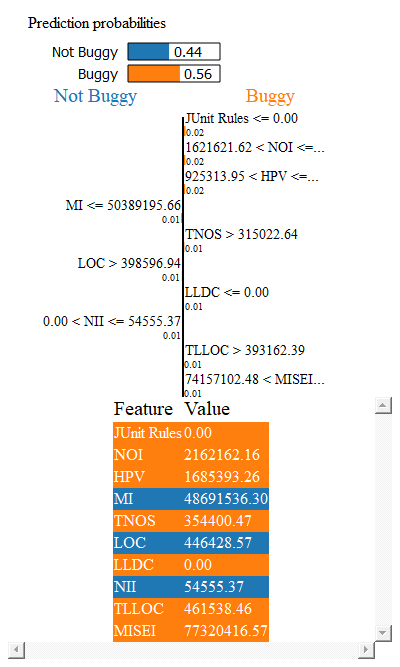 Prediction probabilities
Not Buggy 0.44
Buggy 0.56
Not Buggy Buggy
JUnit Rules <= 0.00
0.02
1621621.62 < NOI <=...
0.02
925313.95 < HPV <=...
0.02
MI <= 50389195.66
0.01
TNOS > 315022.64
0.01
LOC > 398596.94
0.01
LLDC <= 0.00
0.01
0.00 < NII <= 54555.37
0.01
TLLOC > 393162.39
0.01
74157102.48 < MISEI...
0.01
Feature Value
JUnit Rules 0.00
NOI 2162162.16
HPV 1685393.26
MI 48691536.30
TNOS 354400.47
LOC 446428.57
LLDC 0.00
NII 54555.37
TLLOC 461538.46
MISEI 77320416.57